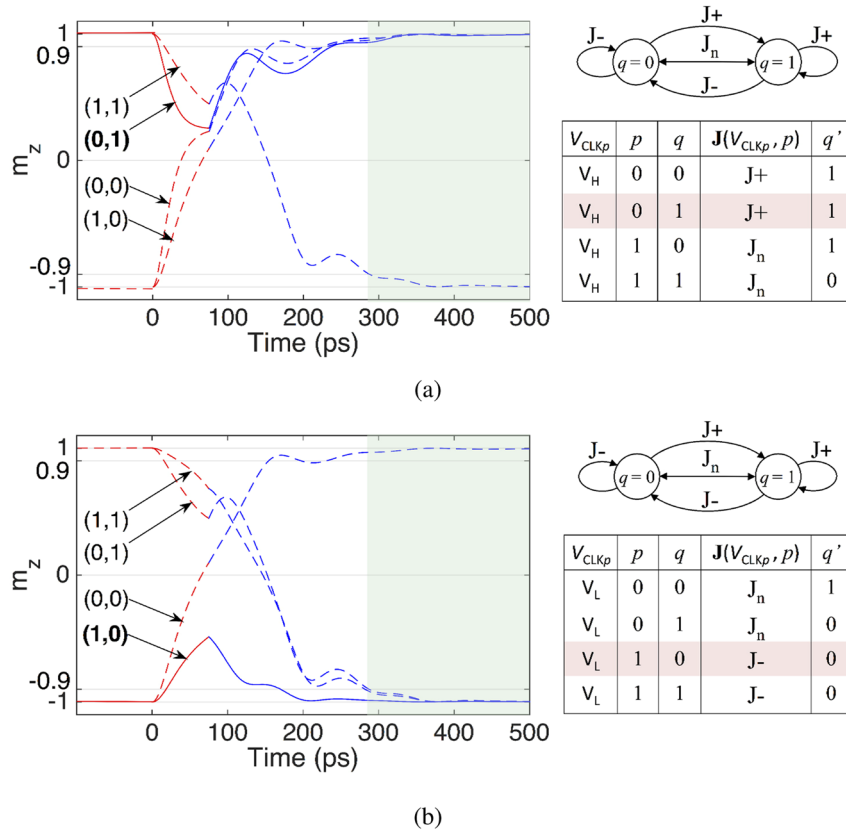 1
0.9
0
-0.9
-1
m_z
(1,1)
(0,1)
(0,0)
(1,0)
0 100 200 300 400 500
Time (ps)
J+
J- J_n J+
q = 0 q = 1
J-
V_CLKp p q J(V_CLKp, p) q'
V_H 0 0 J+ 1
V_H 0 1 J+ 1
V_H 1 0 J_n 1
V_H 1 1 J_n 0
(a)
1
0.9
0
-0.9
-1
m_z
(1,1)
(0,1)
(0,0)
(1,0)
0 100 200 300 400 500
Time (ps)
J+
J- J_n J+
q = 0 q = 1
J-
V_CLKp p q J(V_CLKp, p) q'
V_L 0 0 J_n 1
V_L 0 1 J_n 0
V_L 1 0 J- 0
V_L 1 1 J- 0
(b)